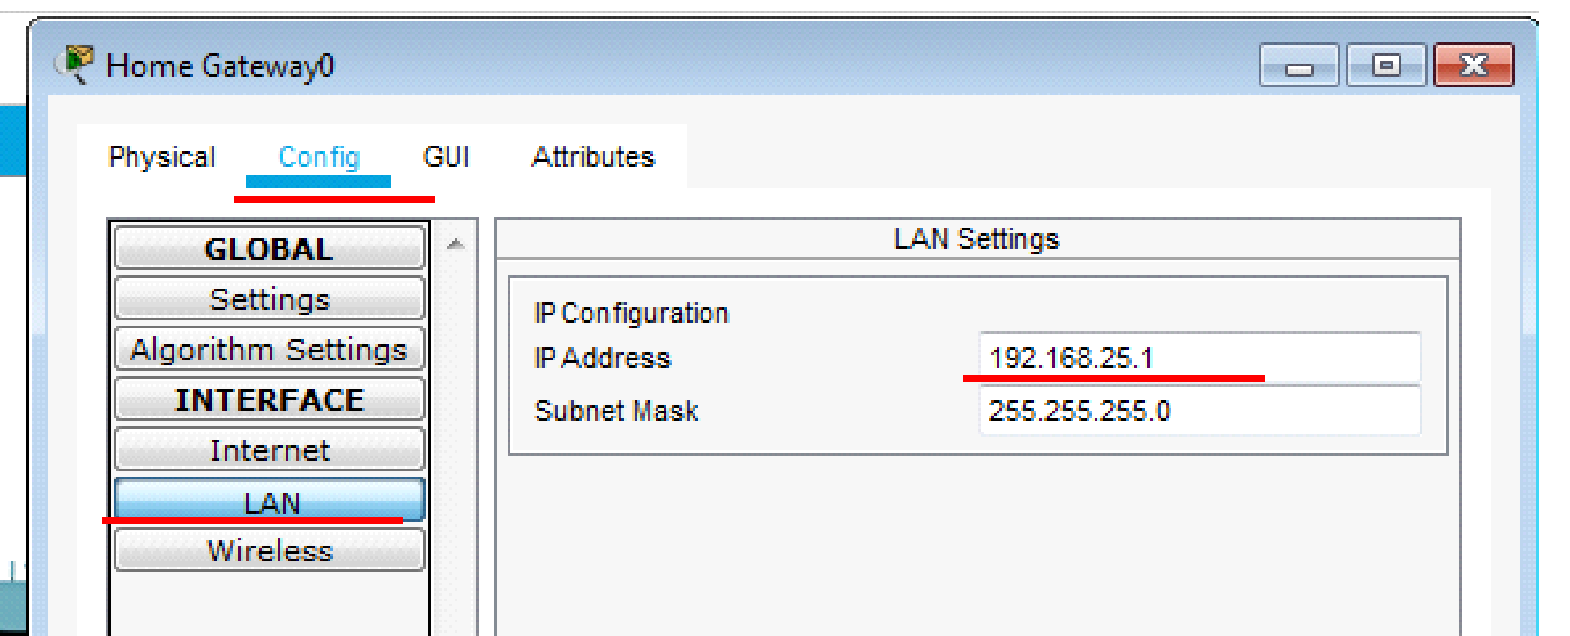 Home Gateway0
Physical Config GUI Attributes
GLOBAL
Settings
Algorithm Settings
INTERFACE
Internet
LAN
Wireless
LAN Settings
IP Configuration
IP Address 192.168.25.1
Subnet Mask 255.255.255.0